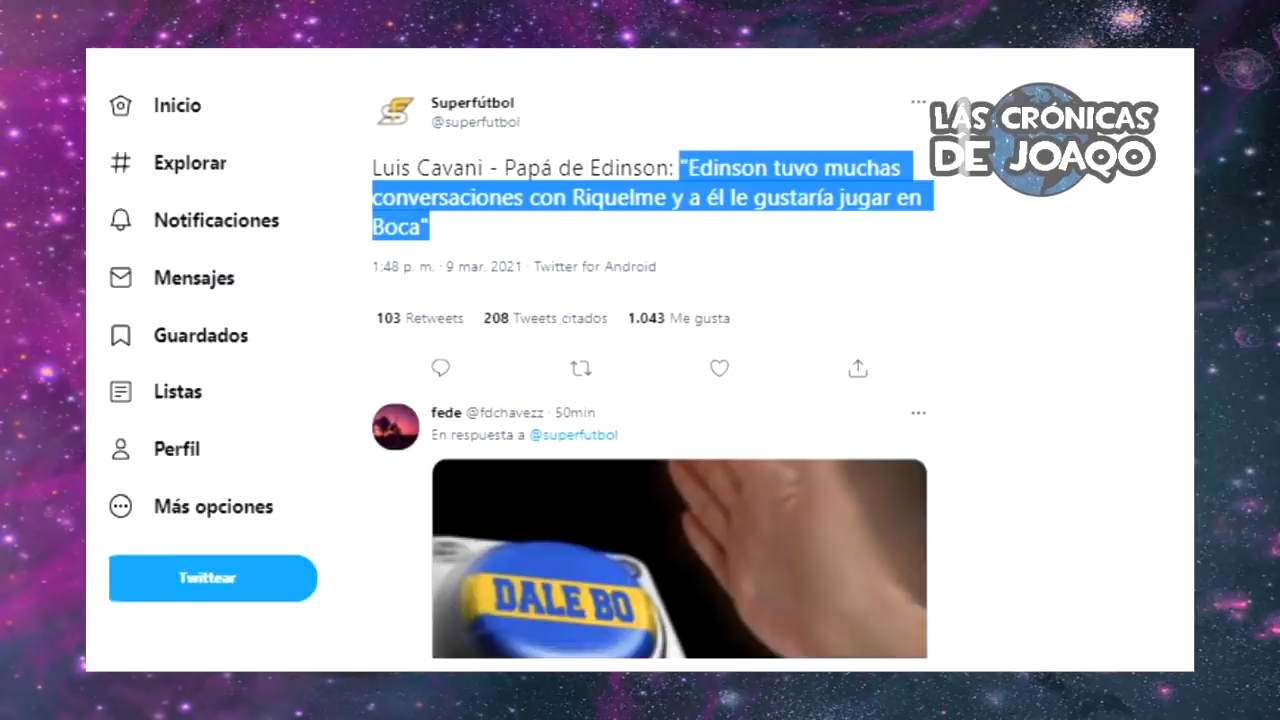 Inicio
Explorar
Notificaciones
Mensajes
Guardados
Listas
Perfil
Más opciones
Twittear
Superfútbol
@superfutbol
Luis Cavani - Papá de Edinson: "Edinson tuvo muchas
conversaciones con Riquelme y a él le gustaría jugar en
Boca"
1:48 p. m. · 9 mar. 2021 · Twitter for Android
103 Retweets 208 Tweets citados 1.043 Me gusta
fede @fdchavezz · 50min
En respuesta a @superfutbol
DALE BO
LAS CRÓNICAS
DE JOAQO